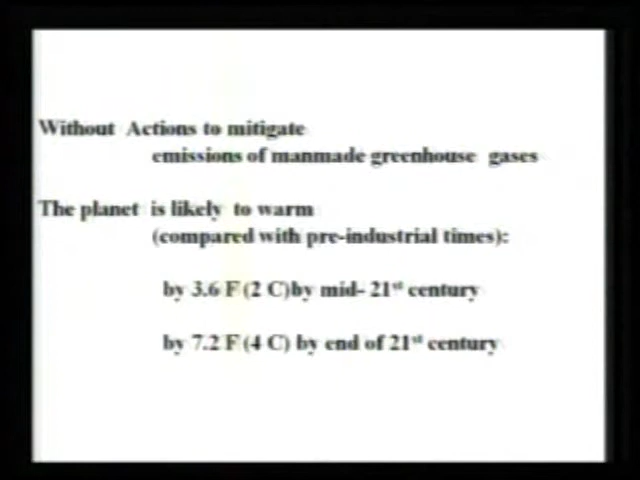 Without Actions to mitigate
emissions of manmade greenhouse gases
The planet is likely to warm
(compared with pre-industrial times):
by 3.6 F (2 C)by mid- 21st century
by 7.2 F (4 C) by end of 21st century